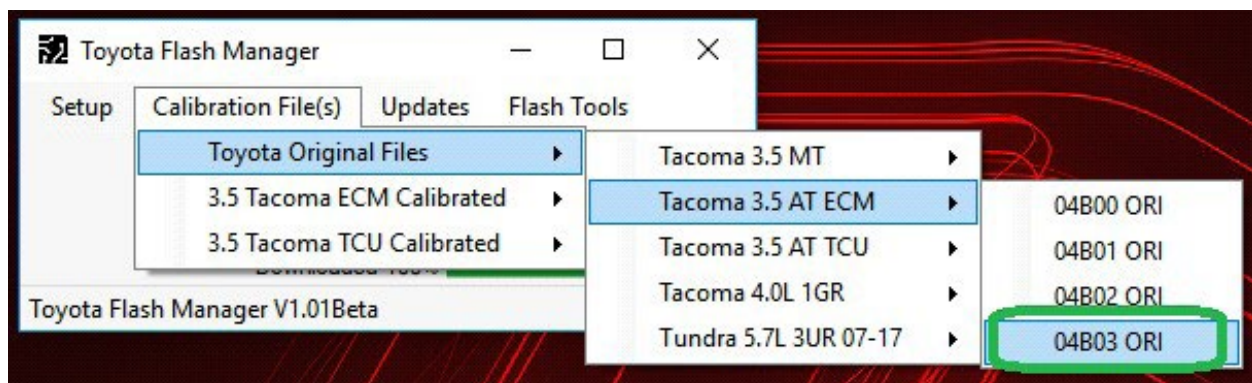 Toyota Flash Manager
Setup Calibration File(s) Updates Flash Tools
Toyota Original Files
3.5 Tacoma ECM Calibrated
3.5 Tacoma TCU Calibrated
Toyota Flash Manager V1.01Beta
Tacoma 3.5 MT
Tacoma 3.5 AT ECM
Tacoma 3.5 AT TCU
Tacoma 4.0L 1GR
Tundra 5.7L 3UR 07-17
04B00 ORI
04B01 ORI
04B02 ORI
04B03 ORI